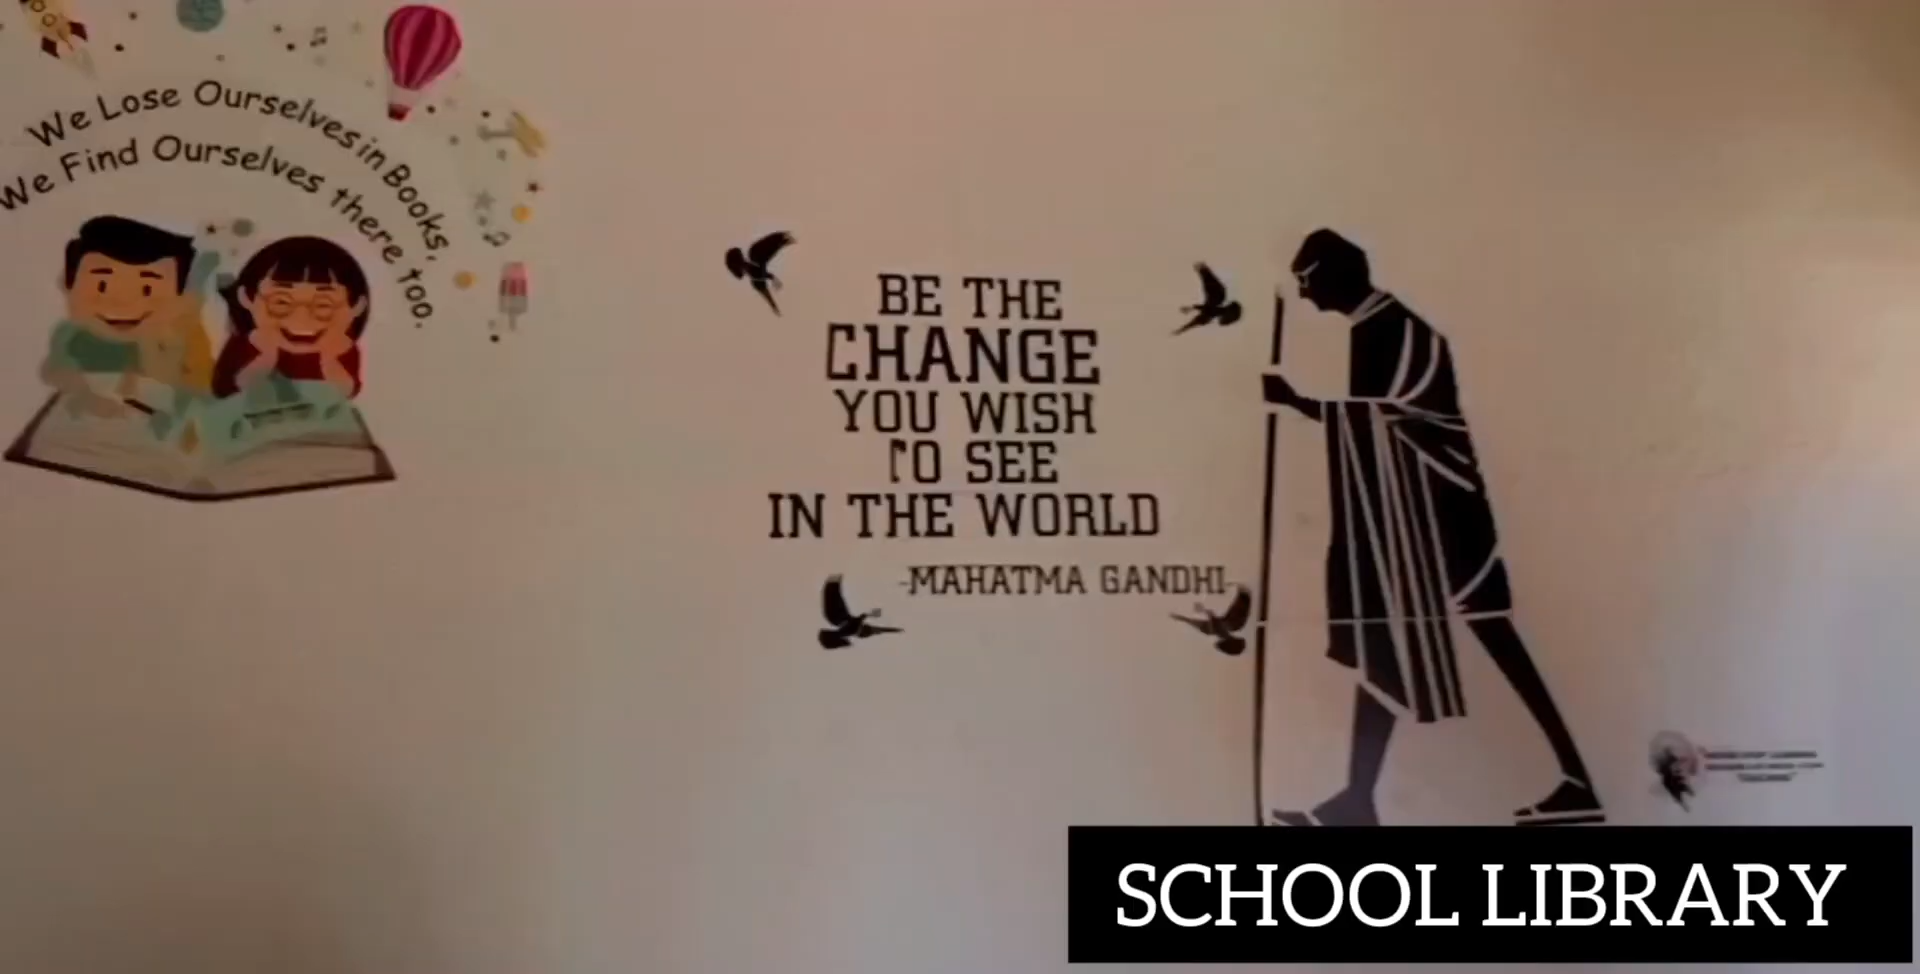 We Lose Ourselves in Books,
We Find Ourselves there too.
BE THE
CHANGE
YOU WISH
TO SEE
IN THE WORLD
-MAHATMA GANDHI-
SCHOOL LIBRARY